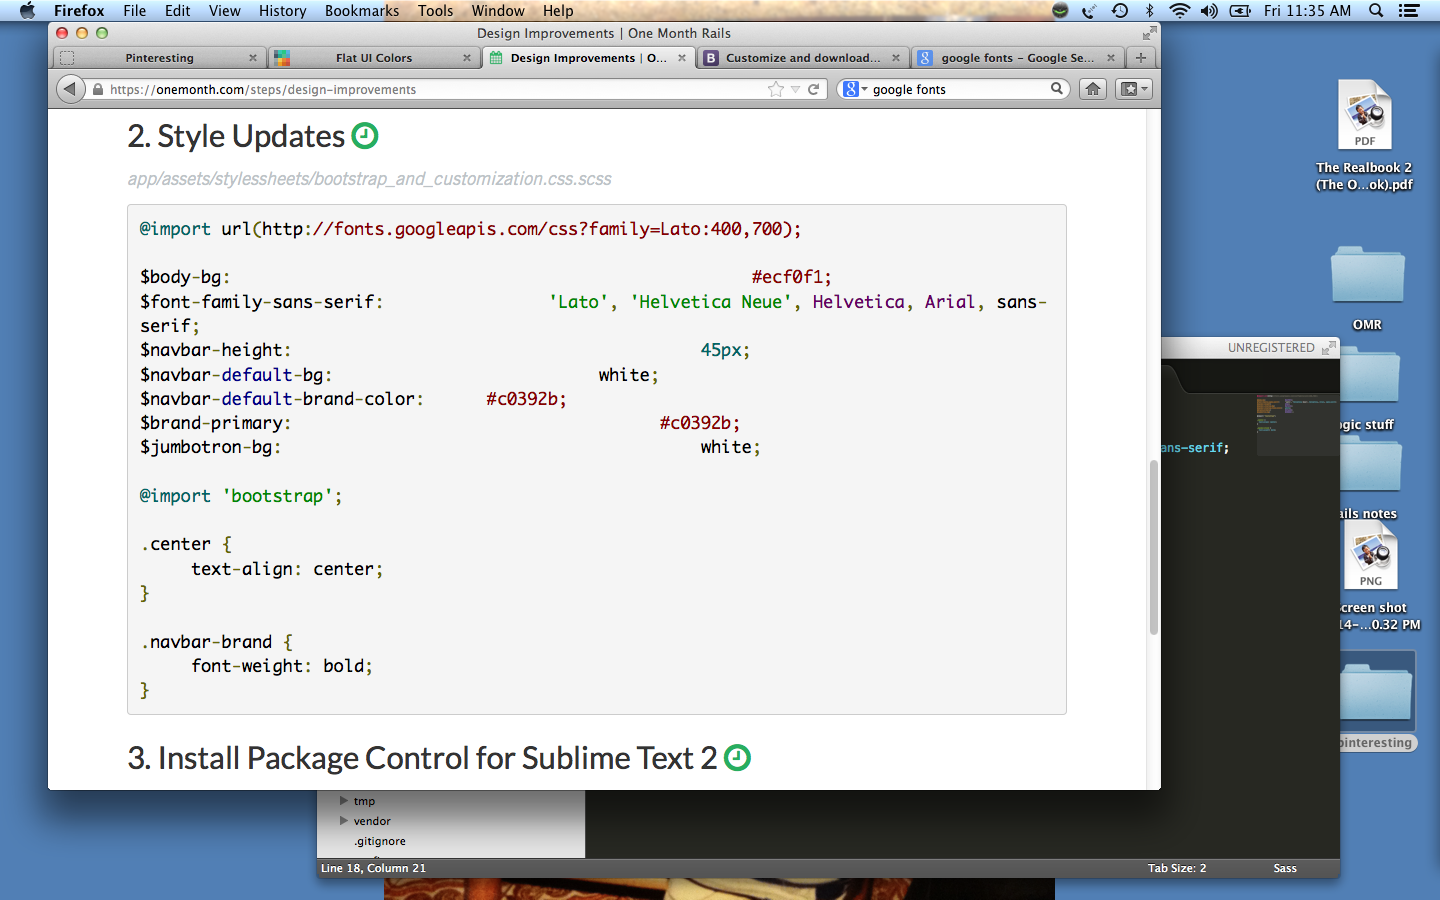 Firefox File Edit View History Bookmarks Tools Window Help Fri 11:35 AM
Design Improvements | One Month Rails
Pinteresting Flat UI Colors Design Improvements | O... Customize and download... google fonts - Google Se...
https://onemonth.com/steps/design-improvements google fonts
2. Style Updates
app/assets/stylessheets/bootstrap_and_customization.css.scss
@import url(http://fonts.googleapis.com/css?family=Lato:400,700);
$body-bg: #ecf0f1;
$font-family-sans-serif: 'Lato', 'Helvetica Neue', Helvetica, Arial, sans-
serif;
$navbar-height: 45px;
$navbar-default-bg: white;
$navbar-default-brand-color: #c0392b;
$brand-primary: #c0392b;
$jumbotron-bg: white;
@import 'bootstrap';
.center {
text-align: center;
}
.navbar-brand {
font-weight: bold;
}
3. Install Package Control for Sublime Text 2
PDF
The Realbook 2
(The O...ok).pdf
OMR
UNREGISTERED
ogic stuff
ans-serif;
ails notes
PNG
creen shot
14-...0.32 PM
pinteresting
tmp
vendor
.gitignore
Line 18, Column 21 Tab Size: 2 Sass